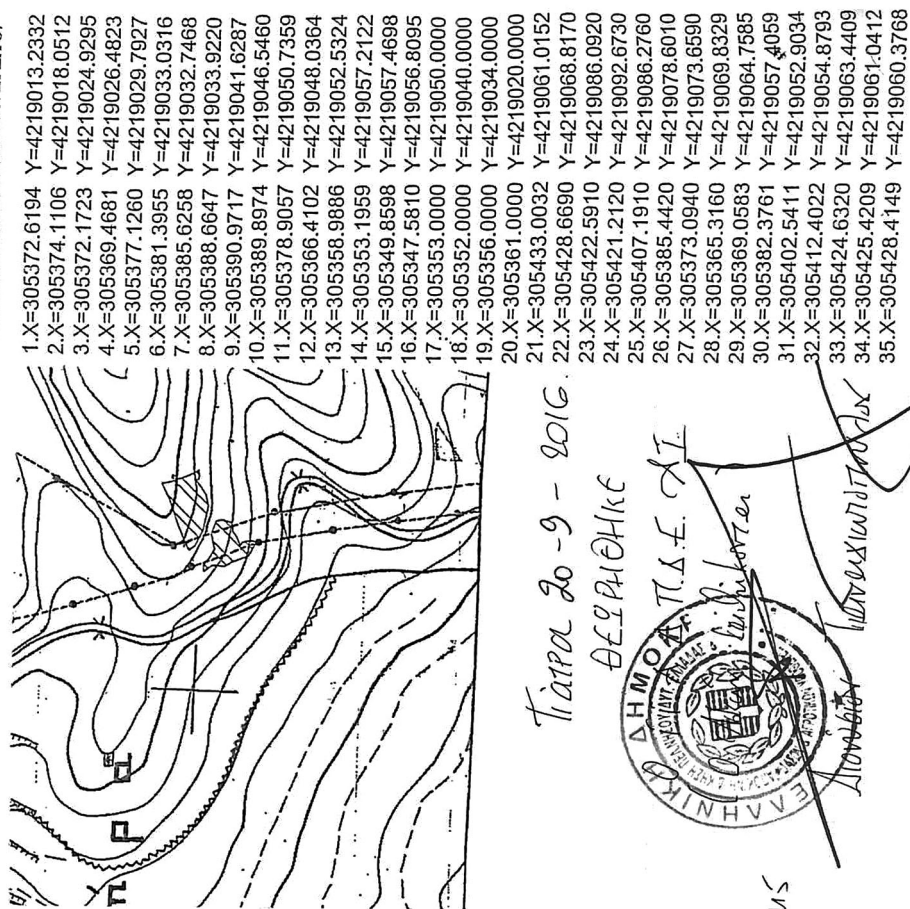 1.X=305372.6194 Y=4219013.2332
2.X=305374.1106 Y=4219018.0512
3.X=305372.1723 Y=4219024.9295
4.X=305369.4681 Y=4219026.4823
5.X=305377.1260 Y=4219029.7927
6.X=305381.3955 Y=4219033.0316
7.X=305385.6258 Y=4219032.7468
8.X=305388.6647 Y=4219033.9220
9.X=305390.9717 Y=4219041.6287
10.X=305389.8974 Y=4219046.5460
11.X=305378.9057 Y=4219050.7359
12.X=305366.4102 Y=4219048.0364
13.X=305358.9886 Y=4219052.5324
14.X=305353.1959 Y=4219057.2122
15.X=305349.8598 Y=4219057.4698
16.X=305347.5810 Y=4219056.8095
17.X=305353.0000 Y=4219050.0000
18.X=305352.0000 Y=4219040.0000
19.X=305356.0000 Y=4219034.0000
20.X=305361.0000 Y=4219020.0000
21.X=305433.0032 Y=4219061.0152
22.X=305428.6690 Y=4219068.8170
23.X=305422.5910 Y=4219086.0920
24.X=305421.2120 Y=4219092.6730
25.X=305407.1910 Y=4219086.2760
26.X=305385.4420 Y=4219078.6010
27.X=305373.0940 Y=4219073.6590
28.X=305365.3160 Y=4219069.8329
29.X=305369.0583 Y=4219064.7585
30.X=305382.3761 Y=4219057.4059
31.X=305402.5411 Y=4219052.9034
32.X=305412.4022 Y=4219054.8793
33.X=305424.6320 Y=4219063.4409
34.X=305425.4209 Y=4219061.0412
35.X=305428.4149 Y=4219060.3768
Πάτρα 20-9-2016
ΘΕΩΡΗΘΗΚΕ
ΕΛΛΗΝΙΚΗ ΔΗΜΟΚΡ